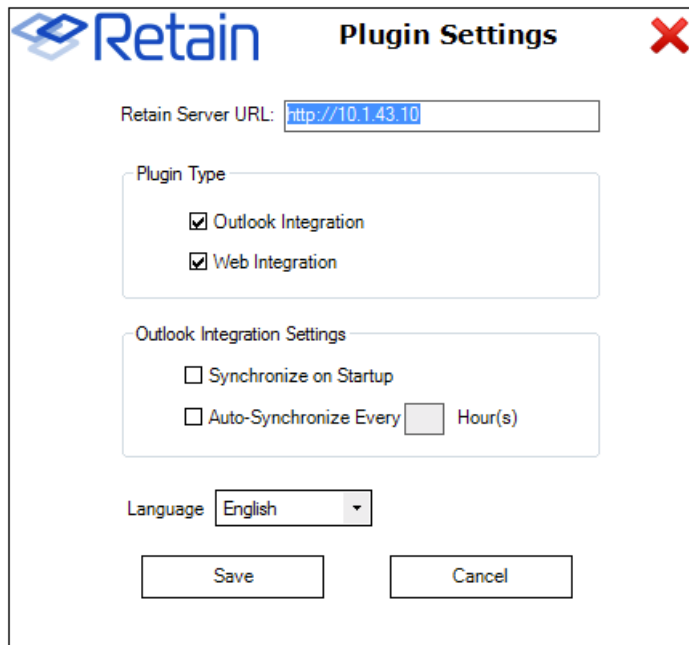 Retain Plugin Settings
Retain Server URL: http://10.1.43.10
Plugin Type
Outlook Integration
Web Integration
Outlook Integration Settings
Synchronize on Startup
Auto-Synchronize Every Hour(s)
Language English
Save Cancel